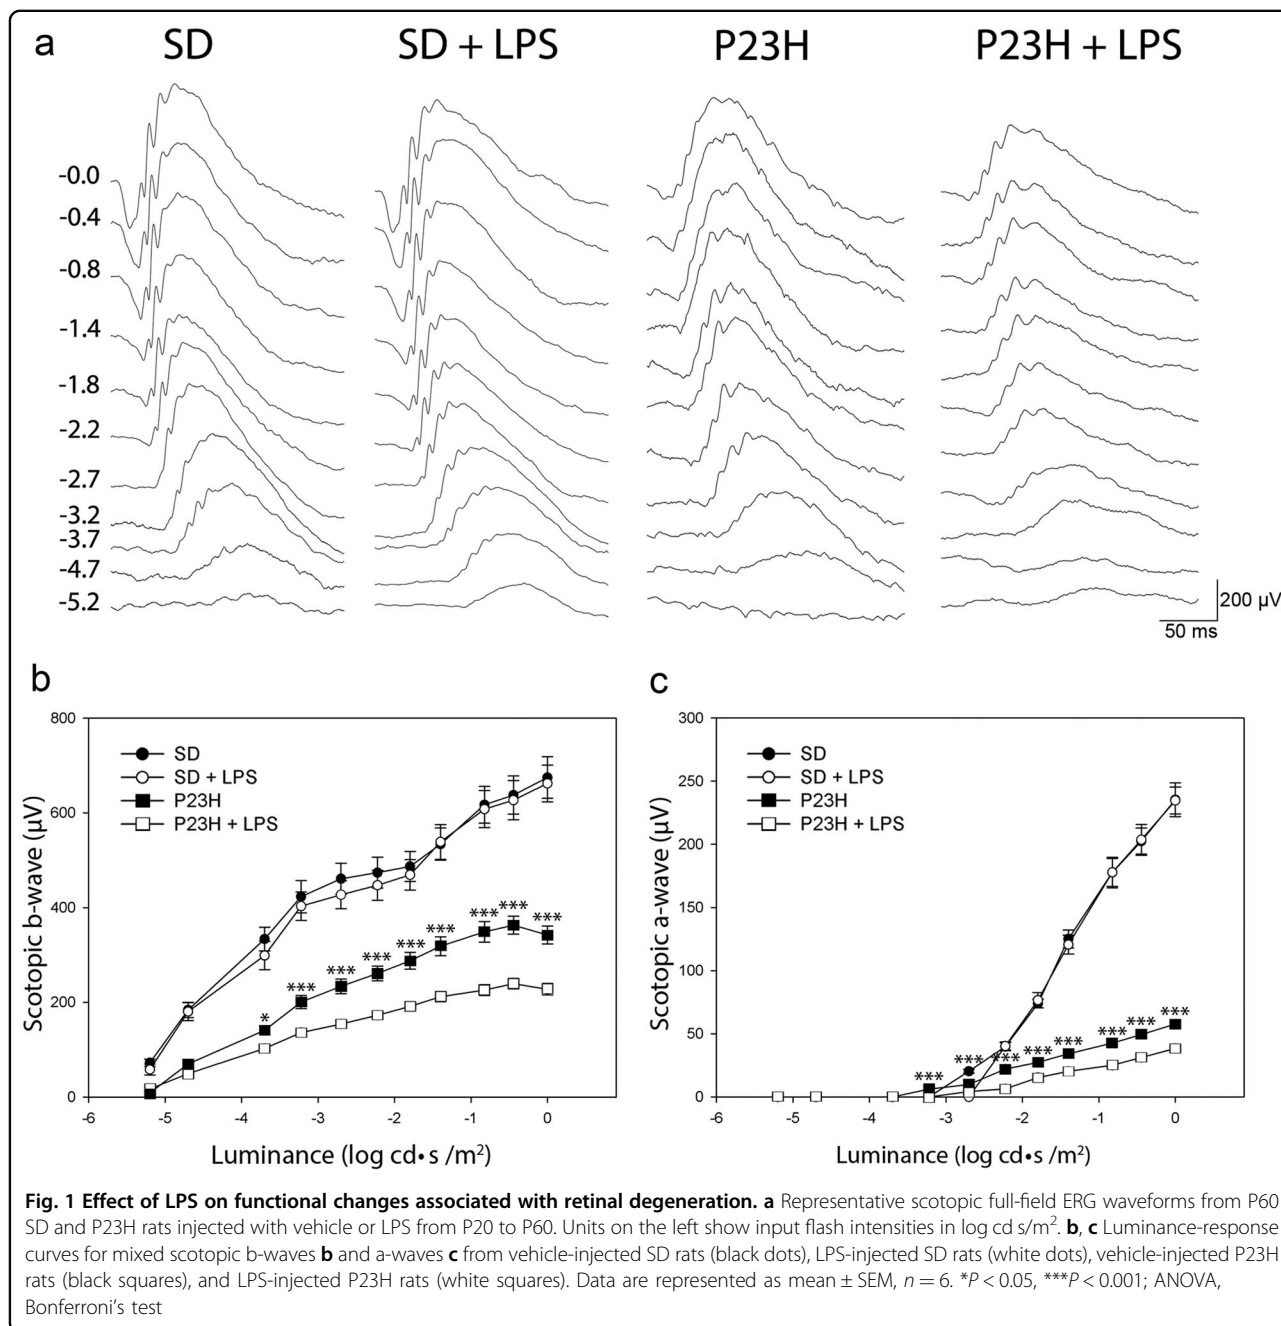 a
SD
SD + LPS
P23H
P23H + LPS
-0.0
-0.4
-0.8
-1.4
-1.8
-2.2
-2.7
-3.2
-3.7
-4.7
-5.2
200 µV
50 ms
b
800
600
400
200
0
Scotopic b-wave (µV)
SD
SD + LPS
P23H
P23H + LPS
*
***
***
***
***
***
***
***
***
-6
-5
-4
-3
-2
-1
0
Luminance (log cd•s /m²)
c
300
250
200
150
100
50
0
Scotopic a-wave (µV)
SD
SD + LPS
P23H
P23H + LPS
***
***
***
***
***
***
***
***
-6
-5
-4
-3
-2
-1
0
Luminance (log cd•s /m²)
Fig. 1 Effect of LPS on functional changes associated with retinal degeneration. a Representative scotopic full-field ERG waveforms from P60
SD and P23H rats injected with vehicle or LPS from P20 to P60. Units on the left show input flash intensities in log cd s/m². b, c Luminance-response
curves for mixed scotopic b-waves b and a-waves c from vehicle-injected SD rats (black dots), LPS-injected SD rats (white dots), vehicle-injected P23H
rats (black squares), and LPS-injected P23H rats (white squares). Data are represented as mean ± SEM, n = 6. *P < 0.05, ***P < 0.001; ANOVA,
Bonferroni's test